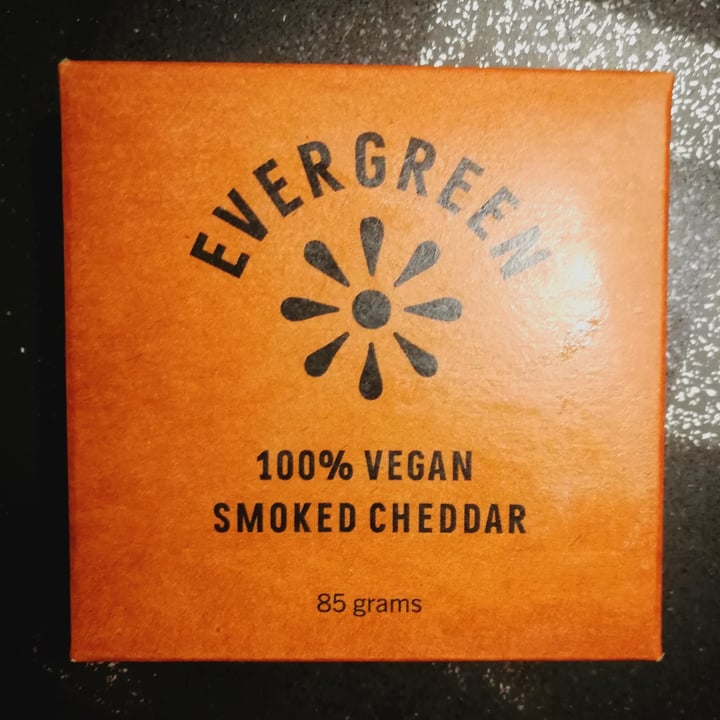 EVERGREEN
100% VEGAN
SMOKED CHEDDAR
85 grams